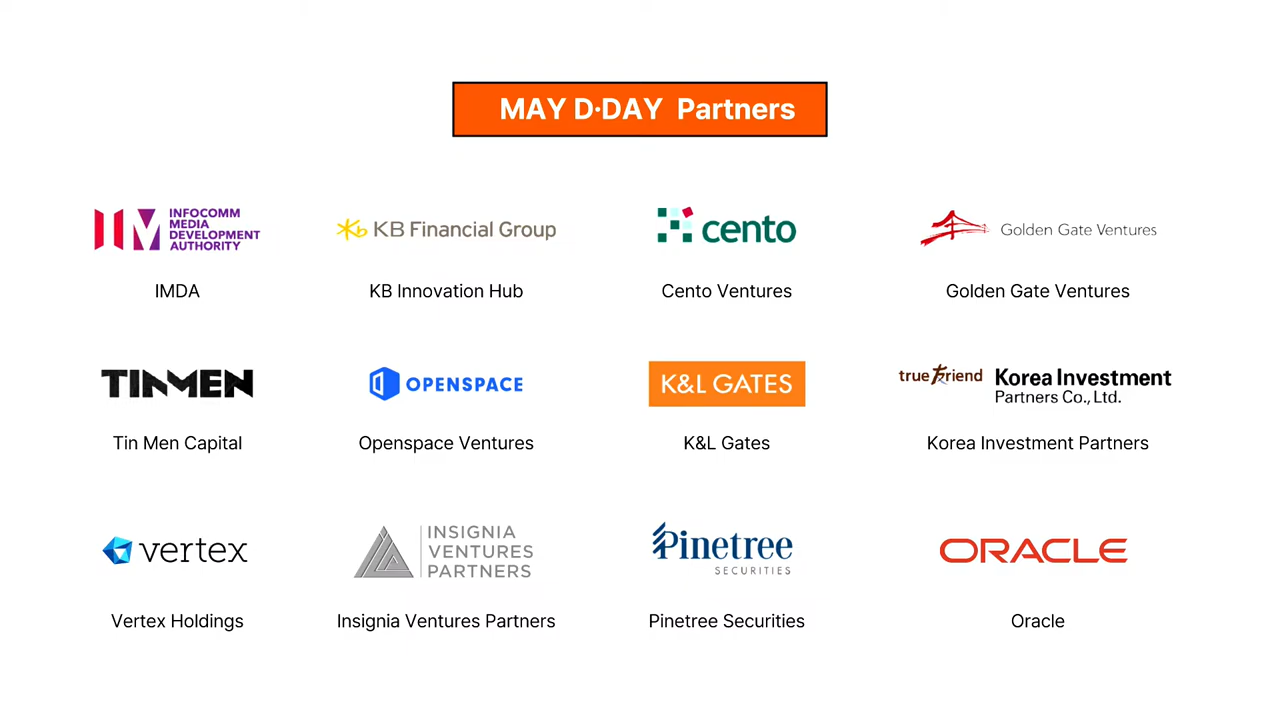 MAY D·DAY Partners
INFOCOMM
MEDIA
DEVELOPMENT
AUTHORITY
KB Financial Group
cento
Golden Gate Ventures
IMDA
KB Innovation Hub
Cento Ventures
Golden Gate Ventures
TINMEN
OPENSPACE
K&L GATES
true Friend
Korea Investment
Partners Co., Ltd.
Tin Men Capital
Openspace Ventures
K&L Gates
Korea Investment Partners
vertex
INSIGNIA
VENTURES
PARTNERS
Pinetree
SECURITIES
ORACLE
Vertex Holdings
Insignia Ventures Partners
Pinetree Securities
Oracle